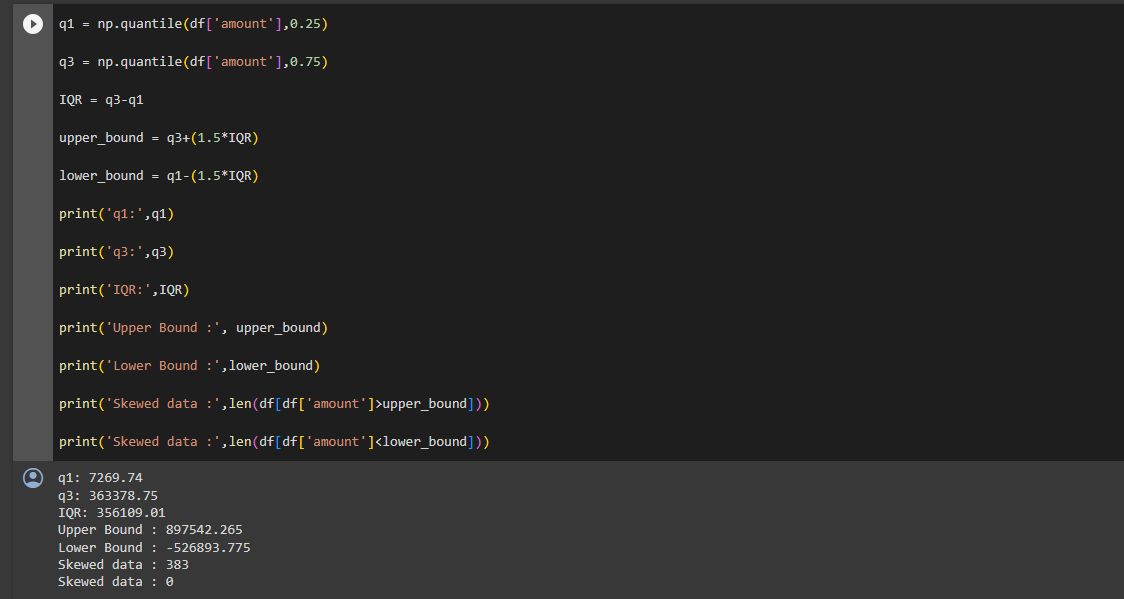 q1 = np.quantile(df['amount'],0.25)
q3 = np.quantile(df['amount'],0.75)
IQR = q3-q1
upper_bound = q3+(1.5*IQR)
lower_bound = q1-(1.5*IQR)
print('q1:',q1)
print('q3:',q3)
print('IQR:',IQR)
print('Upper Bound :', upper_bound)
print('Lower Bound :',lower_bound)
print('Skewed data :',len(df[df['amount']>upper_bound]))
print('Skewed data :',len(df[df['amount']<lower_bound]))
q1: 7269.74
q3: 363378.75
IQR: 356109.01
Upper Bound : 897542.265
Lower Bound : -526893.775
Skewed data : 383
Skewed data : 0